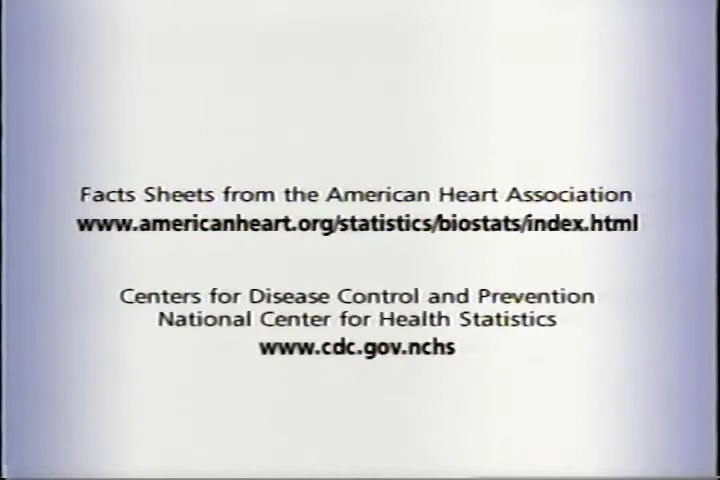 Facts Sheets from the American Heart Association
www.americanheart.org/statistics/biostats/index.html
Centers for Disease Control and Prevention
National Center for Health Statistics
www.cdc.gov.nchs